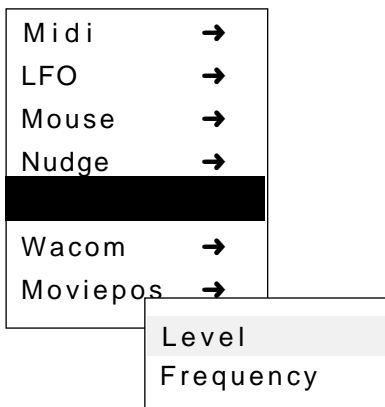 Midi ➜
LFO ➜
Mouse ➜
Nudge ➜
Wacom ➜
Moviepos ➜
Level
Frequency